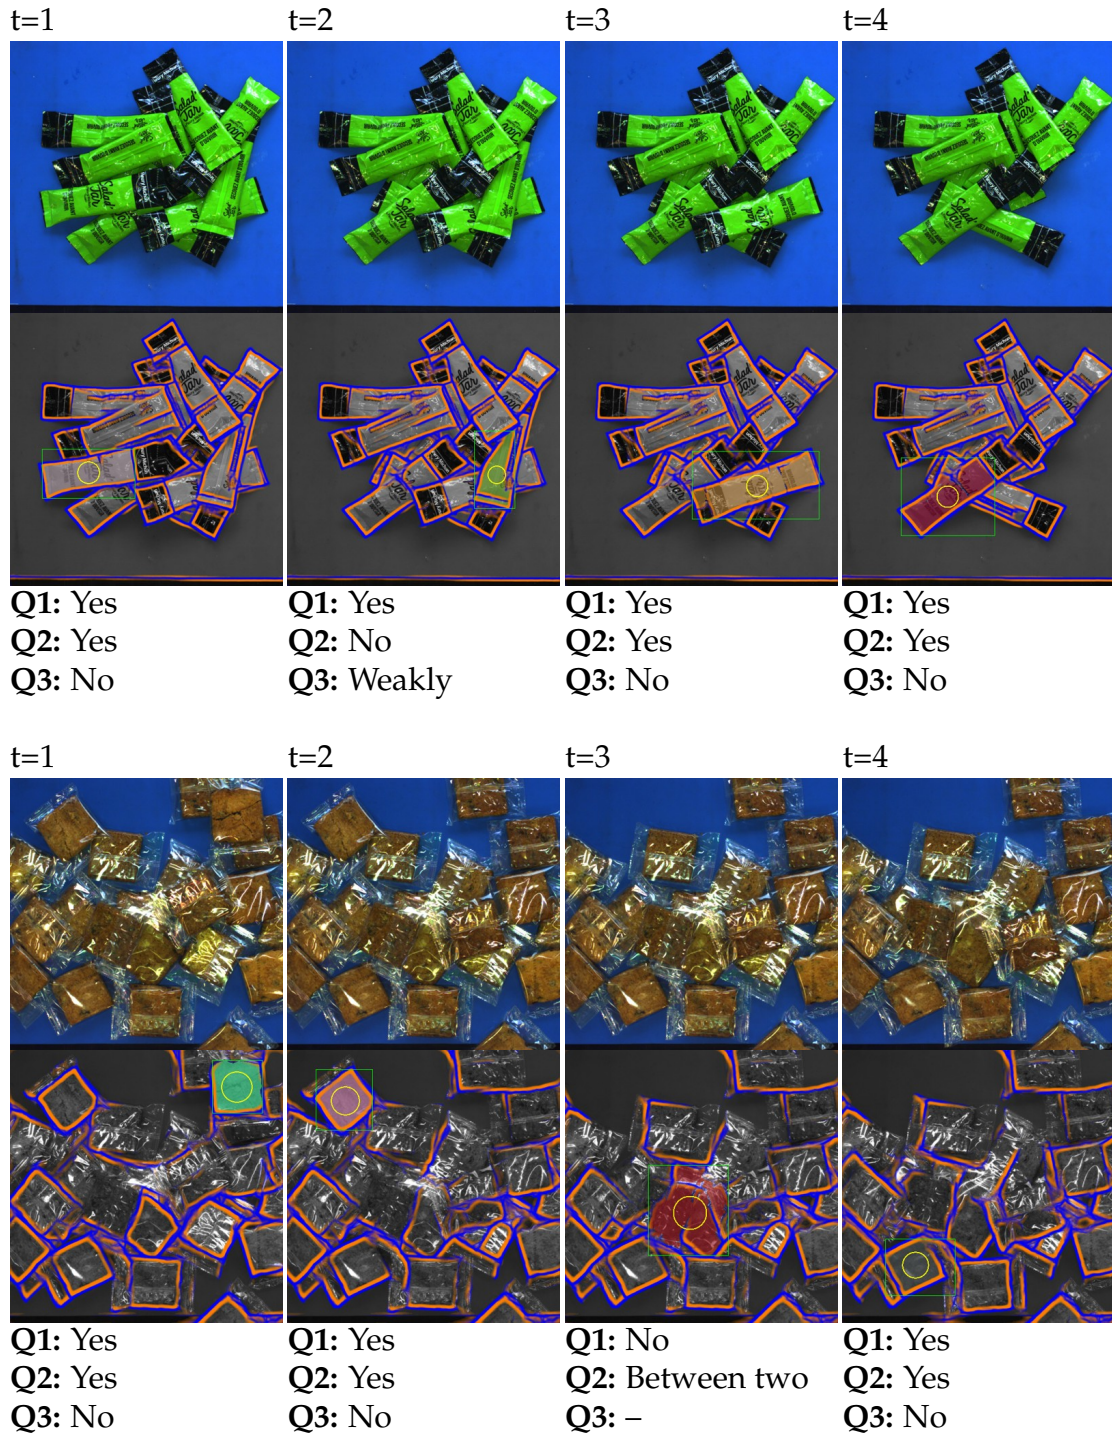 t=1 t=2 t=3 t=4
Salad Jar
Q1: Yes Q1: Yes Q1: Yes Q1: Yes
Q2: Yes Q2: No Q2: Yes Q2: Yes
Q3: No Q3: Weakly Q3: No Q3: No
t=1 t=2 t=3 t=4
Q1: Yes Q1: Yes Q1: No Q1: Yes
Q2: Yes Q2: Yes Q2: Between two Q2: Yes
Q3: No Q3: No Q3: – Q3: No